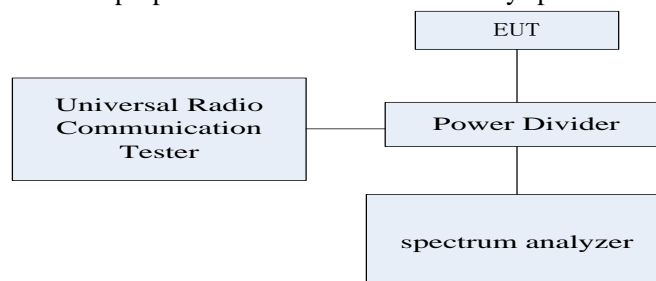 EUT
Universal Radio
Communication
Tester
Power Divider
spectrum analyzer